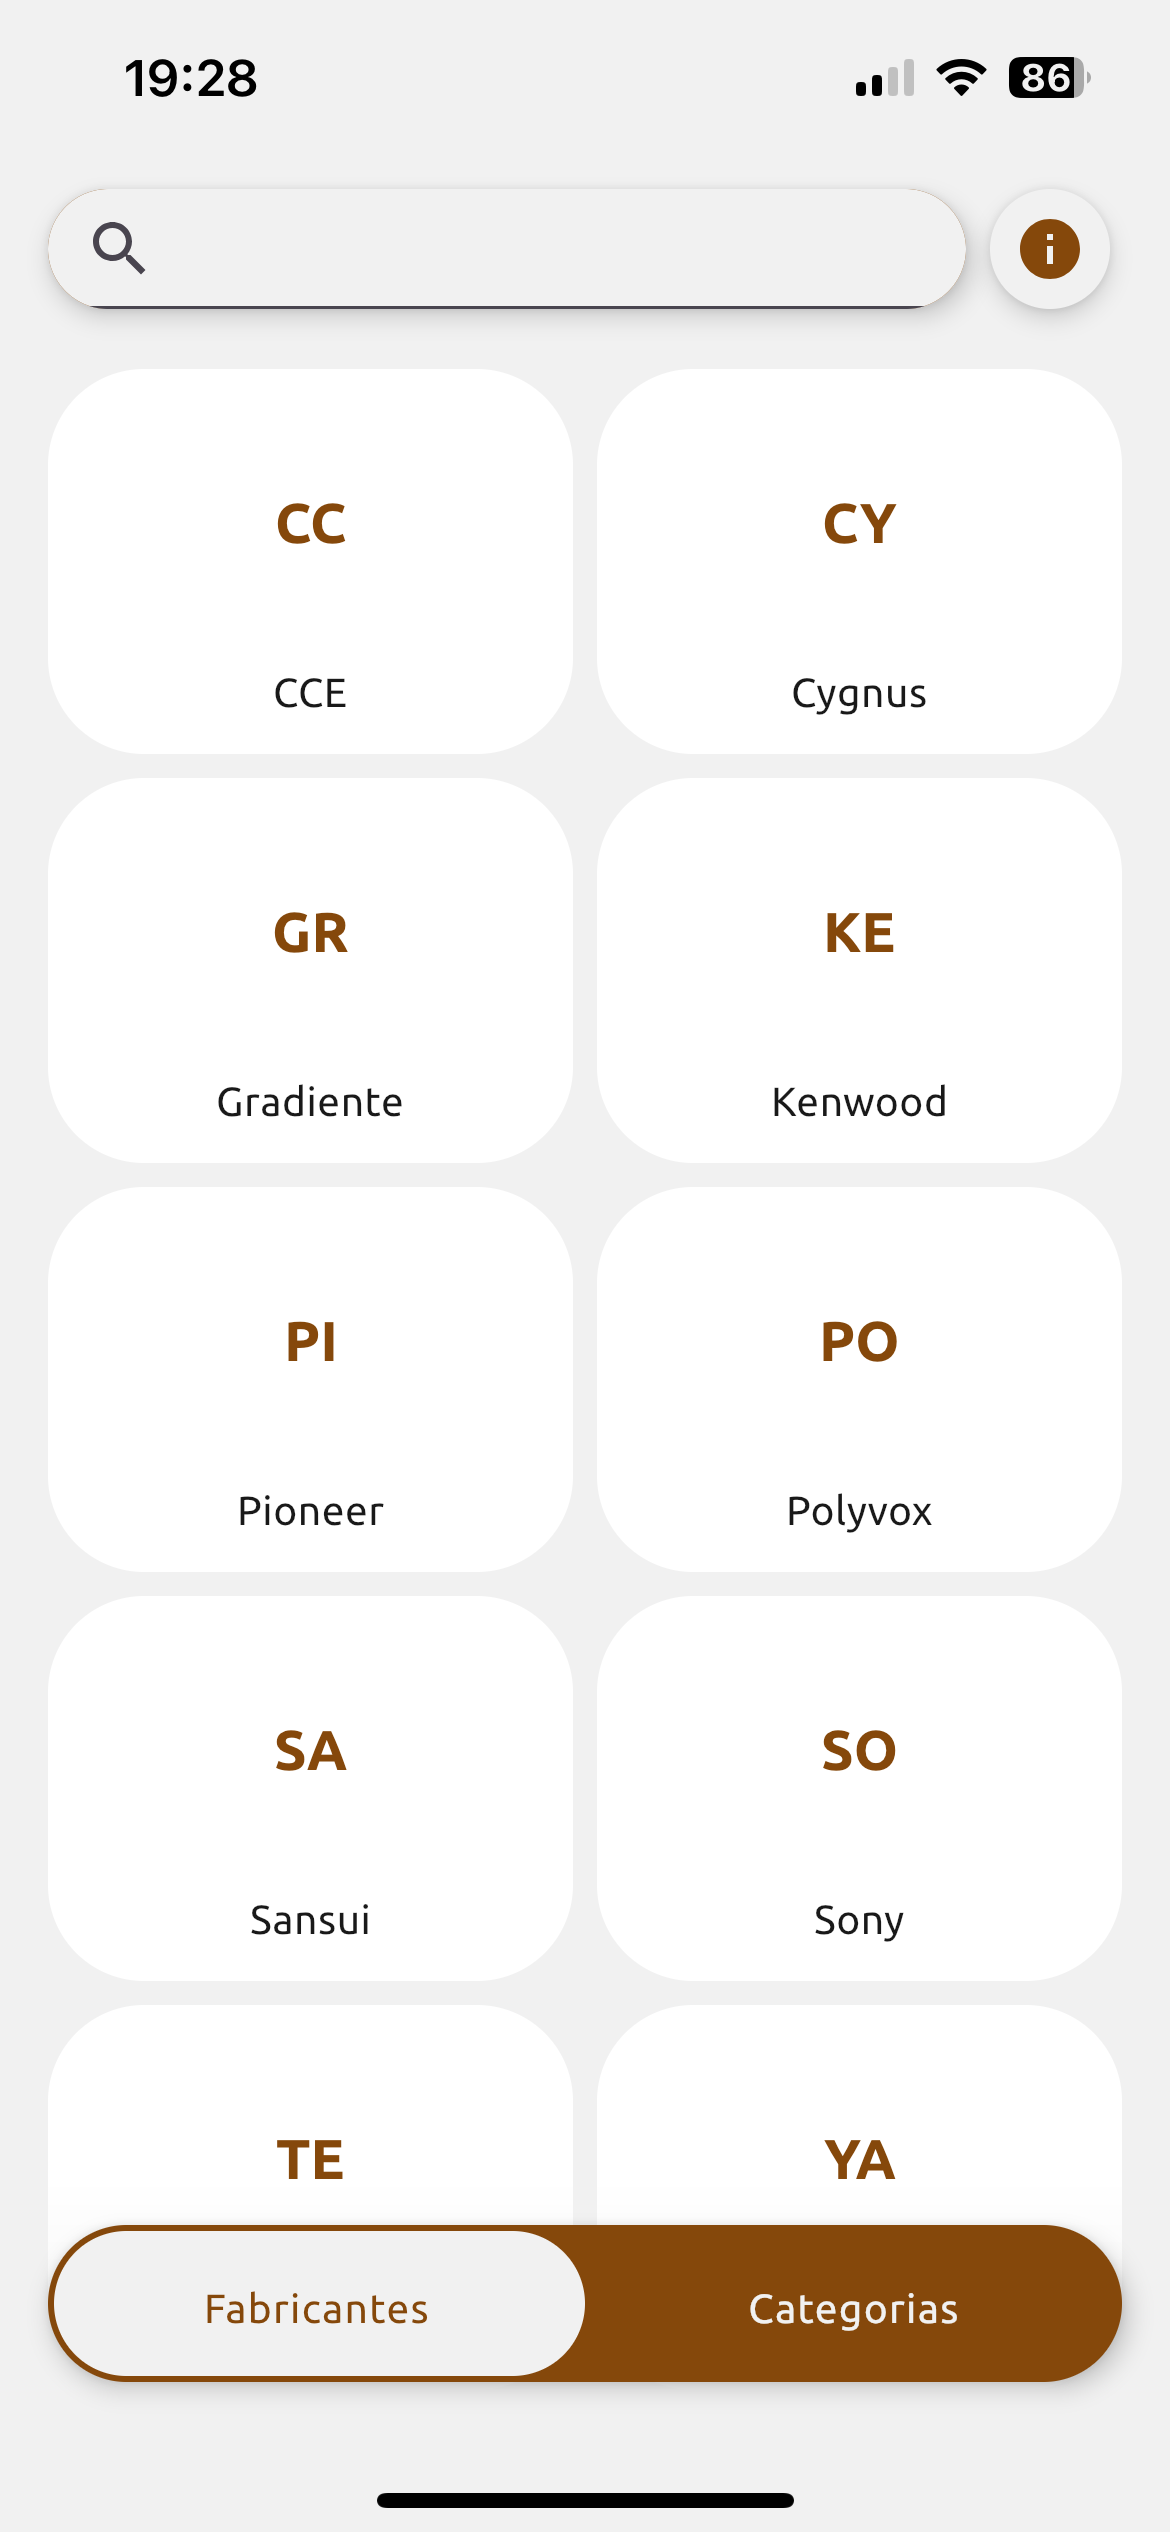 19:28
86
CC
CY
CCE
Cygnus
GR
KE
Gradiente
Kenwood
PI
PO
Pioneer
Polyvox
SA
SO
Sansui
Sony
TE
YA
Fabricantes
Categorias